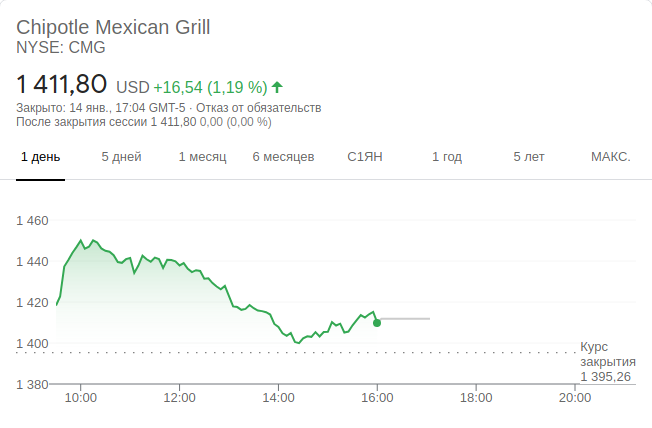 Chipotle Mexican Grill
NYSE: CMG
1 411,80 USD +16,54 (1,19 %)
Закрыто: 14 янв., 17:04 GMT-5 · Отказ от обязательств
После закрытия сессии 1 411,80 0,00 (0,00 %)
1 день 5 дней 1 месяц 6 месяцев С1ЯН 1 год 5 лет МАКС.
1 460
1 440
1 420
1 400
Курс
закрытия
1 395,26
1 380
10:00 12:00 14:00 16:00 18:00 20:00